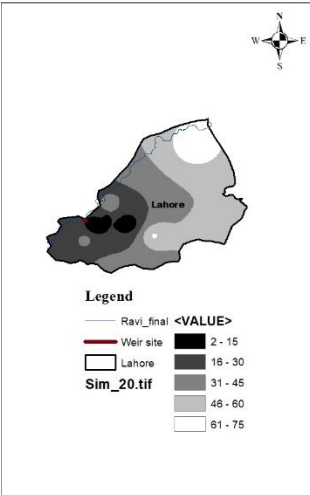 N
W E
S
Lahore
Legend
Ravi_final <VALUE>
Weir site 2 - 15
Lahore 16 - 30
Sim_20.tif 31 - 45
46 - 60
61 - 75